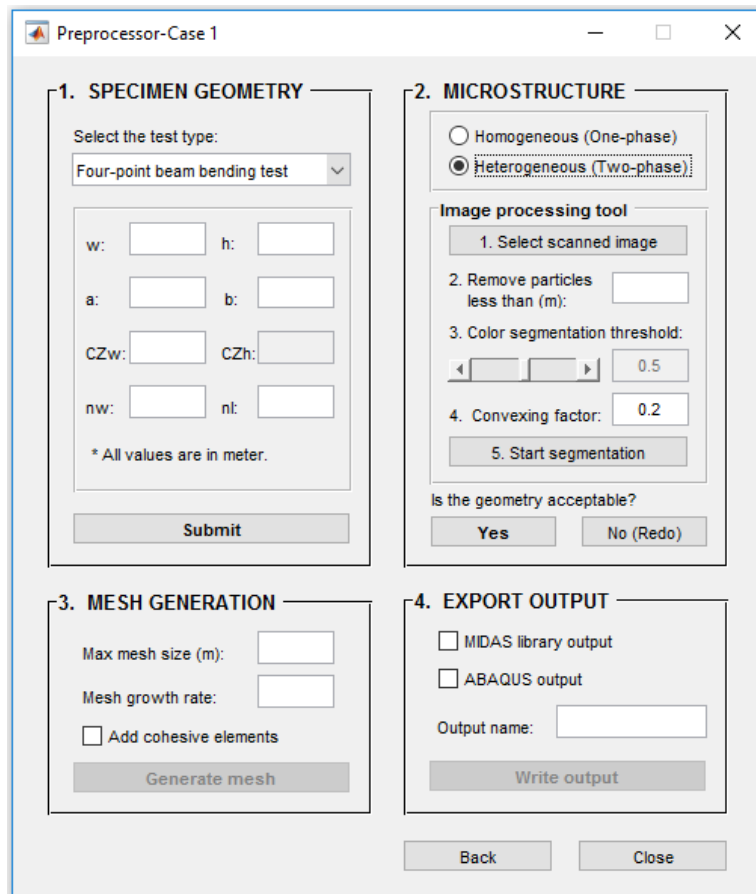 Preprocessor-Case 1
1. SPECIMEN GEOMETRY
Select the test type:
Four-point beam bending test
w:
h:
a:
b:
CZw:
CZh:
nw:
nl:
* All values are in meter.
Submit
2. MICROSTRUCTURE
Homogeneous (One-phase)
Heterogeneous (Two-phase)
Image processing tool
1. Select scanned image
2. Remove particles
less than (m):
3. Color segmentation threshold:
0.5
4. Convexing factor:
0.2
5. Start segmentation
Is the geometry acceptable?
Yes
No (Redo)
3. MESH GENERATION
Max mesh size (m):
Mesh growth rate:
Add cohesive elements
Generate mesh
4. EXPORT OUTPUT
MIDAS library output
ABAQUS output
Output name:
Write output
Back
Close